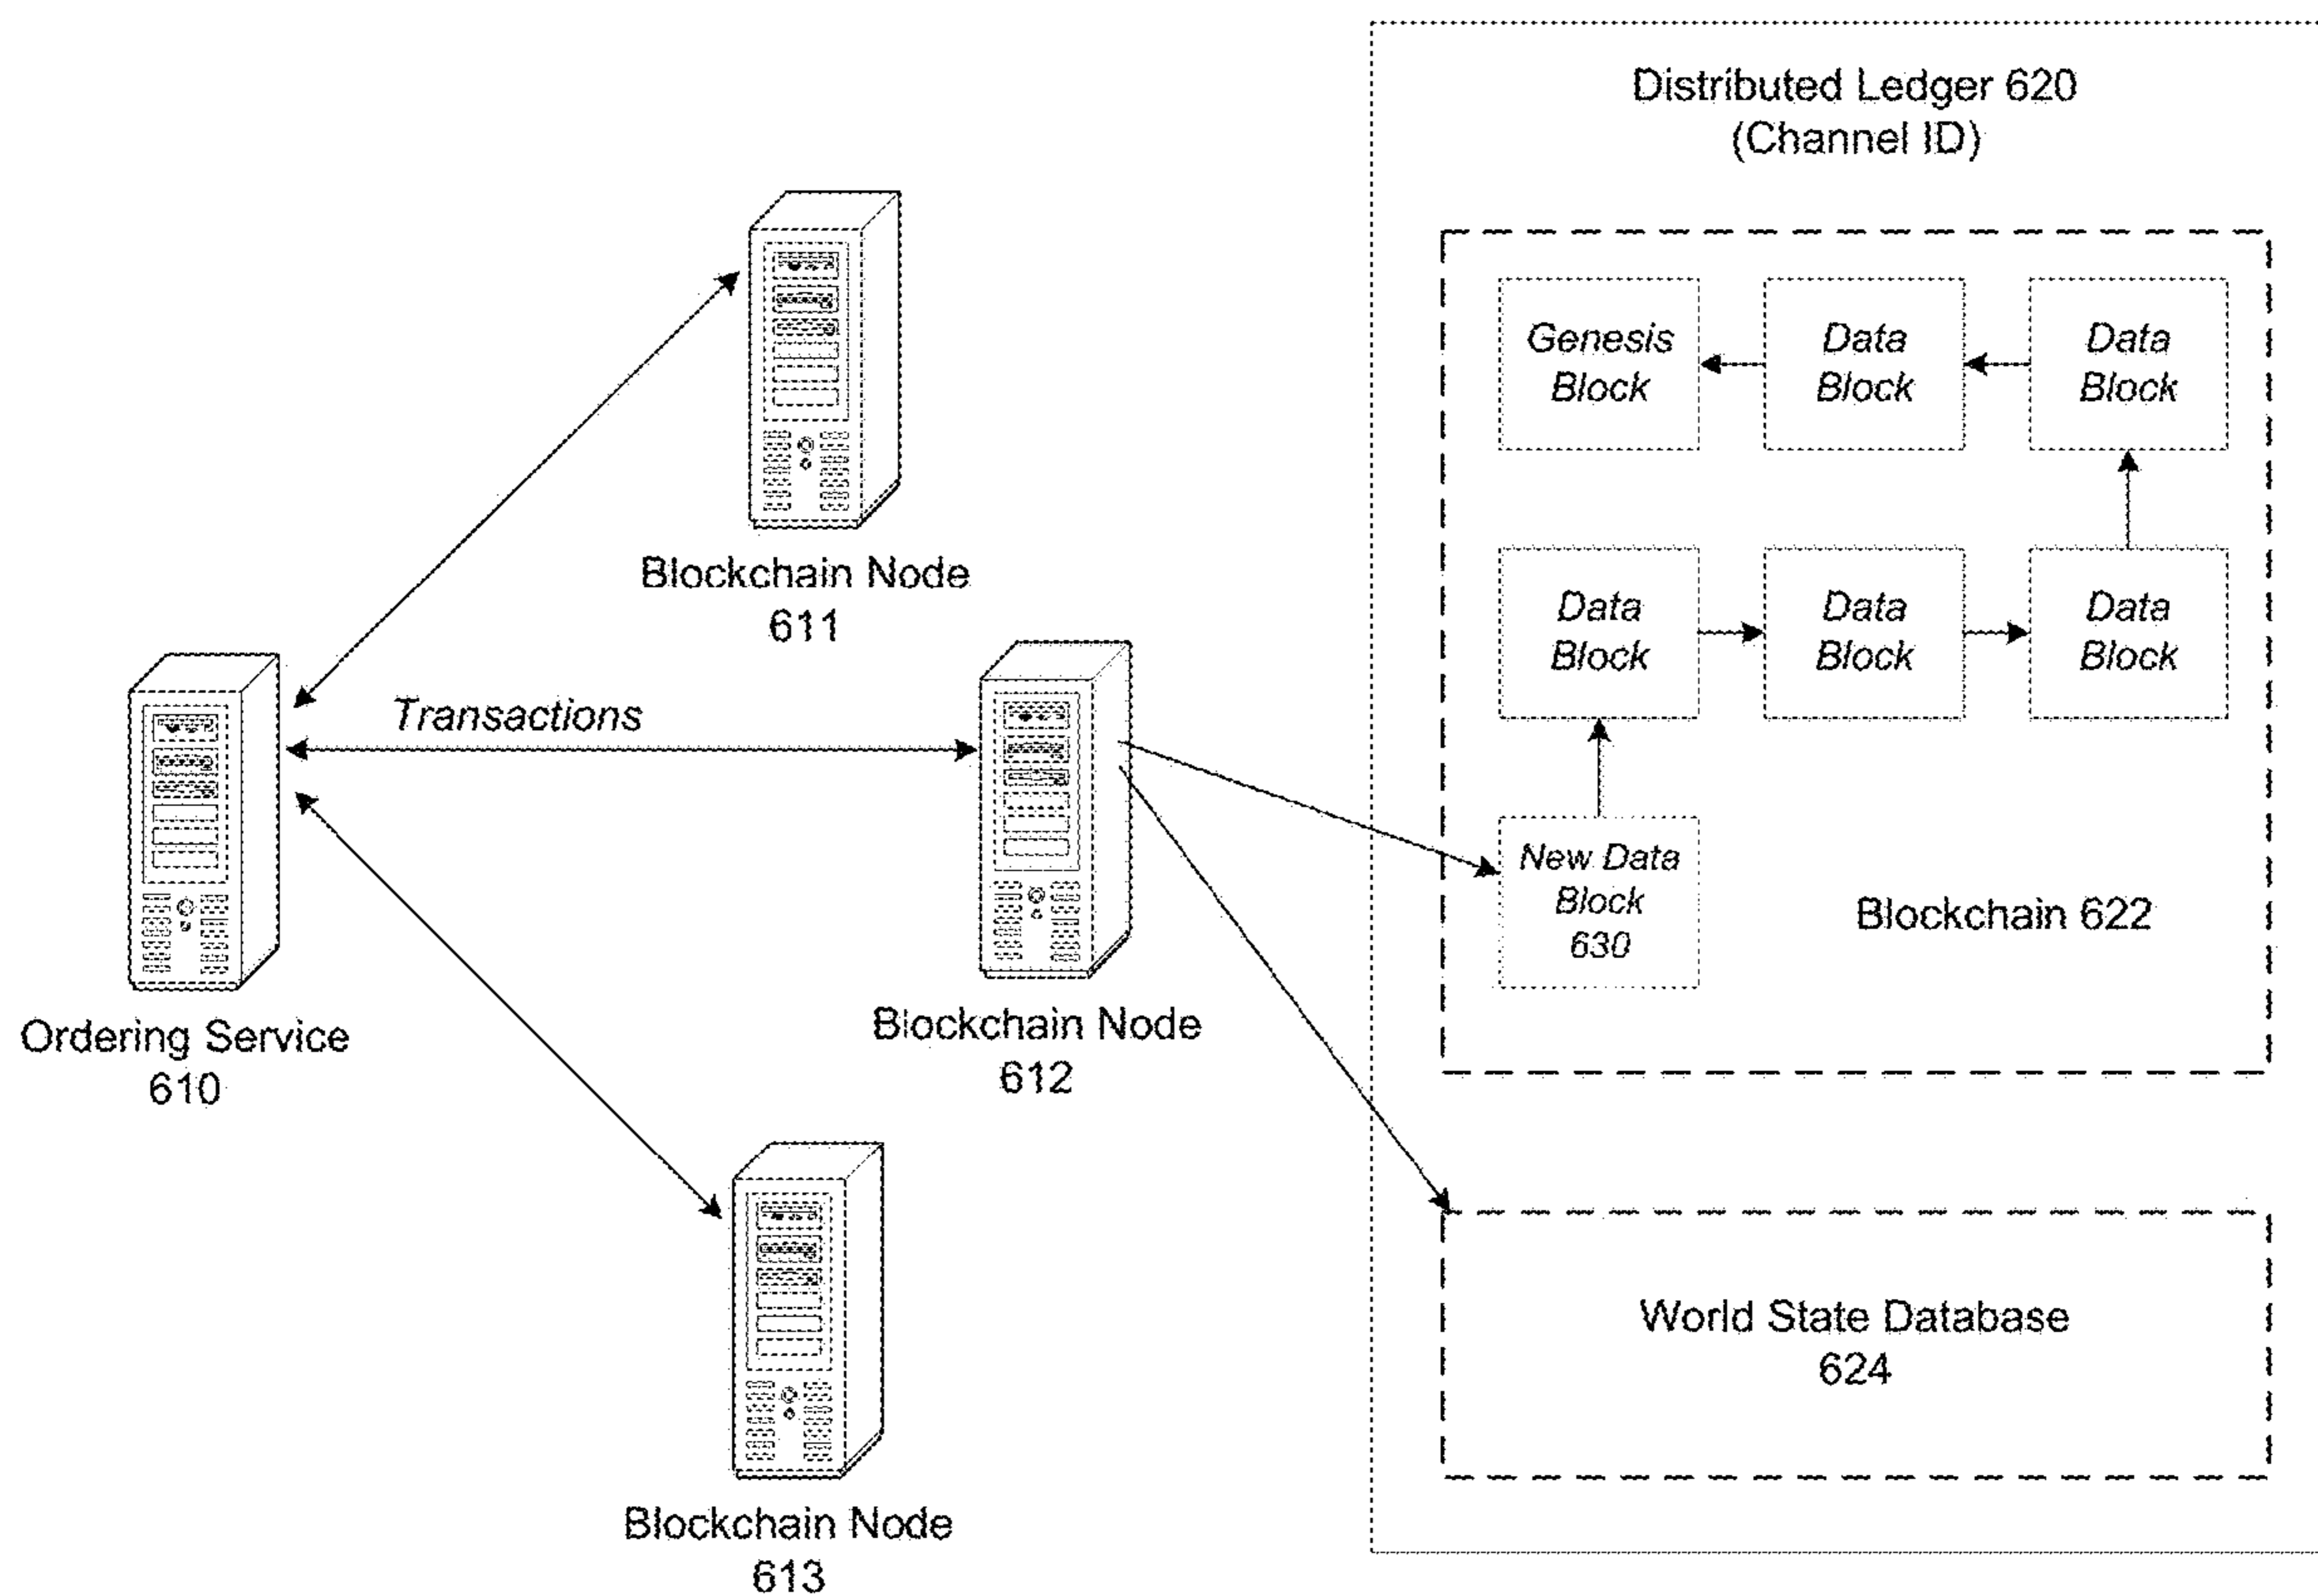 Distributed Ledger 620
(Channel ID)
Genesis
Block
Data
Block
Data
Block
Blockchain Node
611
Data
Block
Data
Block
Data
Block
Transactions
New Data
Block
630
Blockchain 622
Ordering Service
610
Blockchain Node
612
World State Database
624
Blockchain Node
613